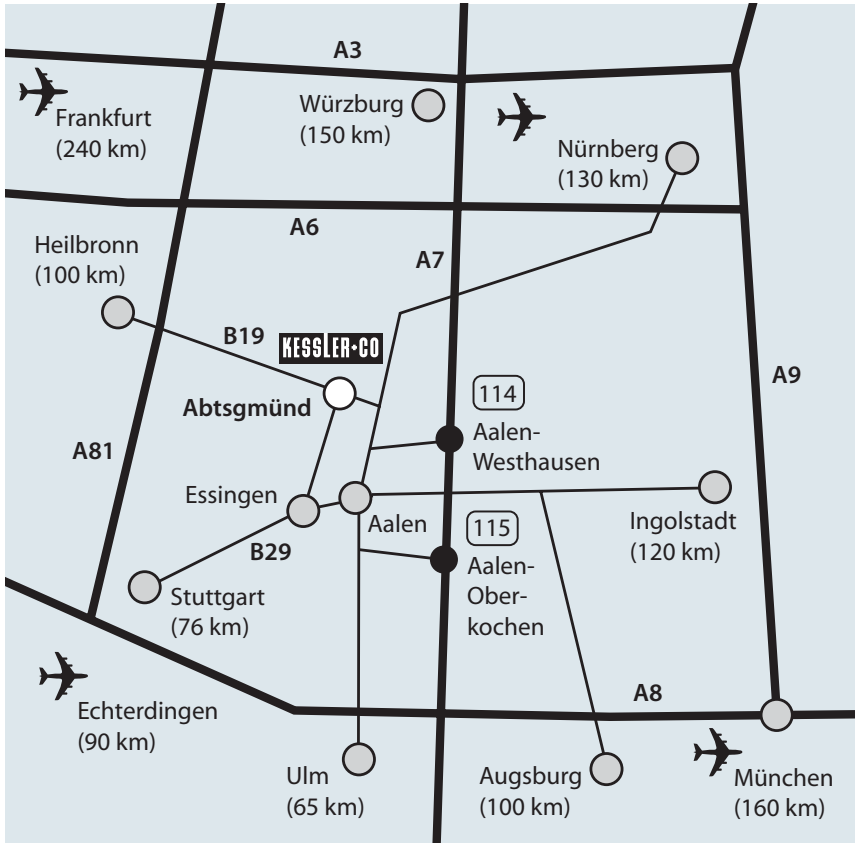 A3
Frankfurt
(240 km)
Würzburg
(150 km)
Nürnberg
(130 km)
A6
Heilbronn
(100 km)
A7
B19
KESSLER+CO
Abtsgmünd
A9
114
Aalen-
Westhausen
A81
Essingen
Aalen
Ingolstadt
(120 km)
115
Aalen-
Ober-
kochen
B29
Stuttgart
(76 km)
Echterdingen
(90 km)
A8
Ulm
(65 km)
Augsburg
(100 km)
München
(160 km)